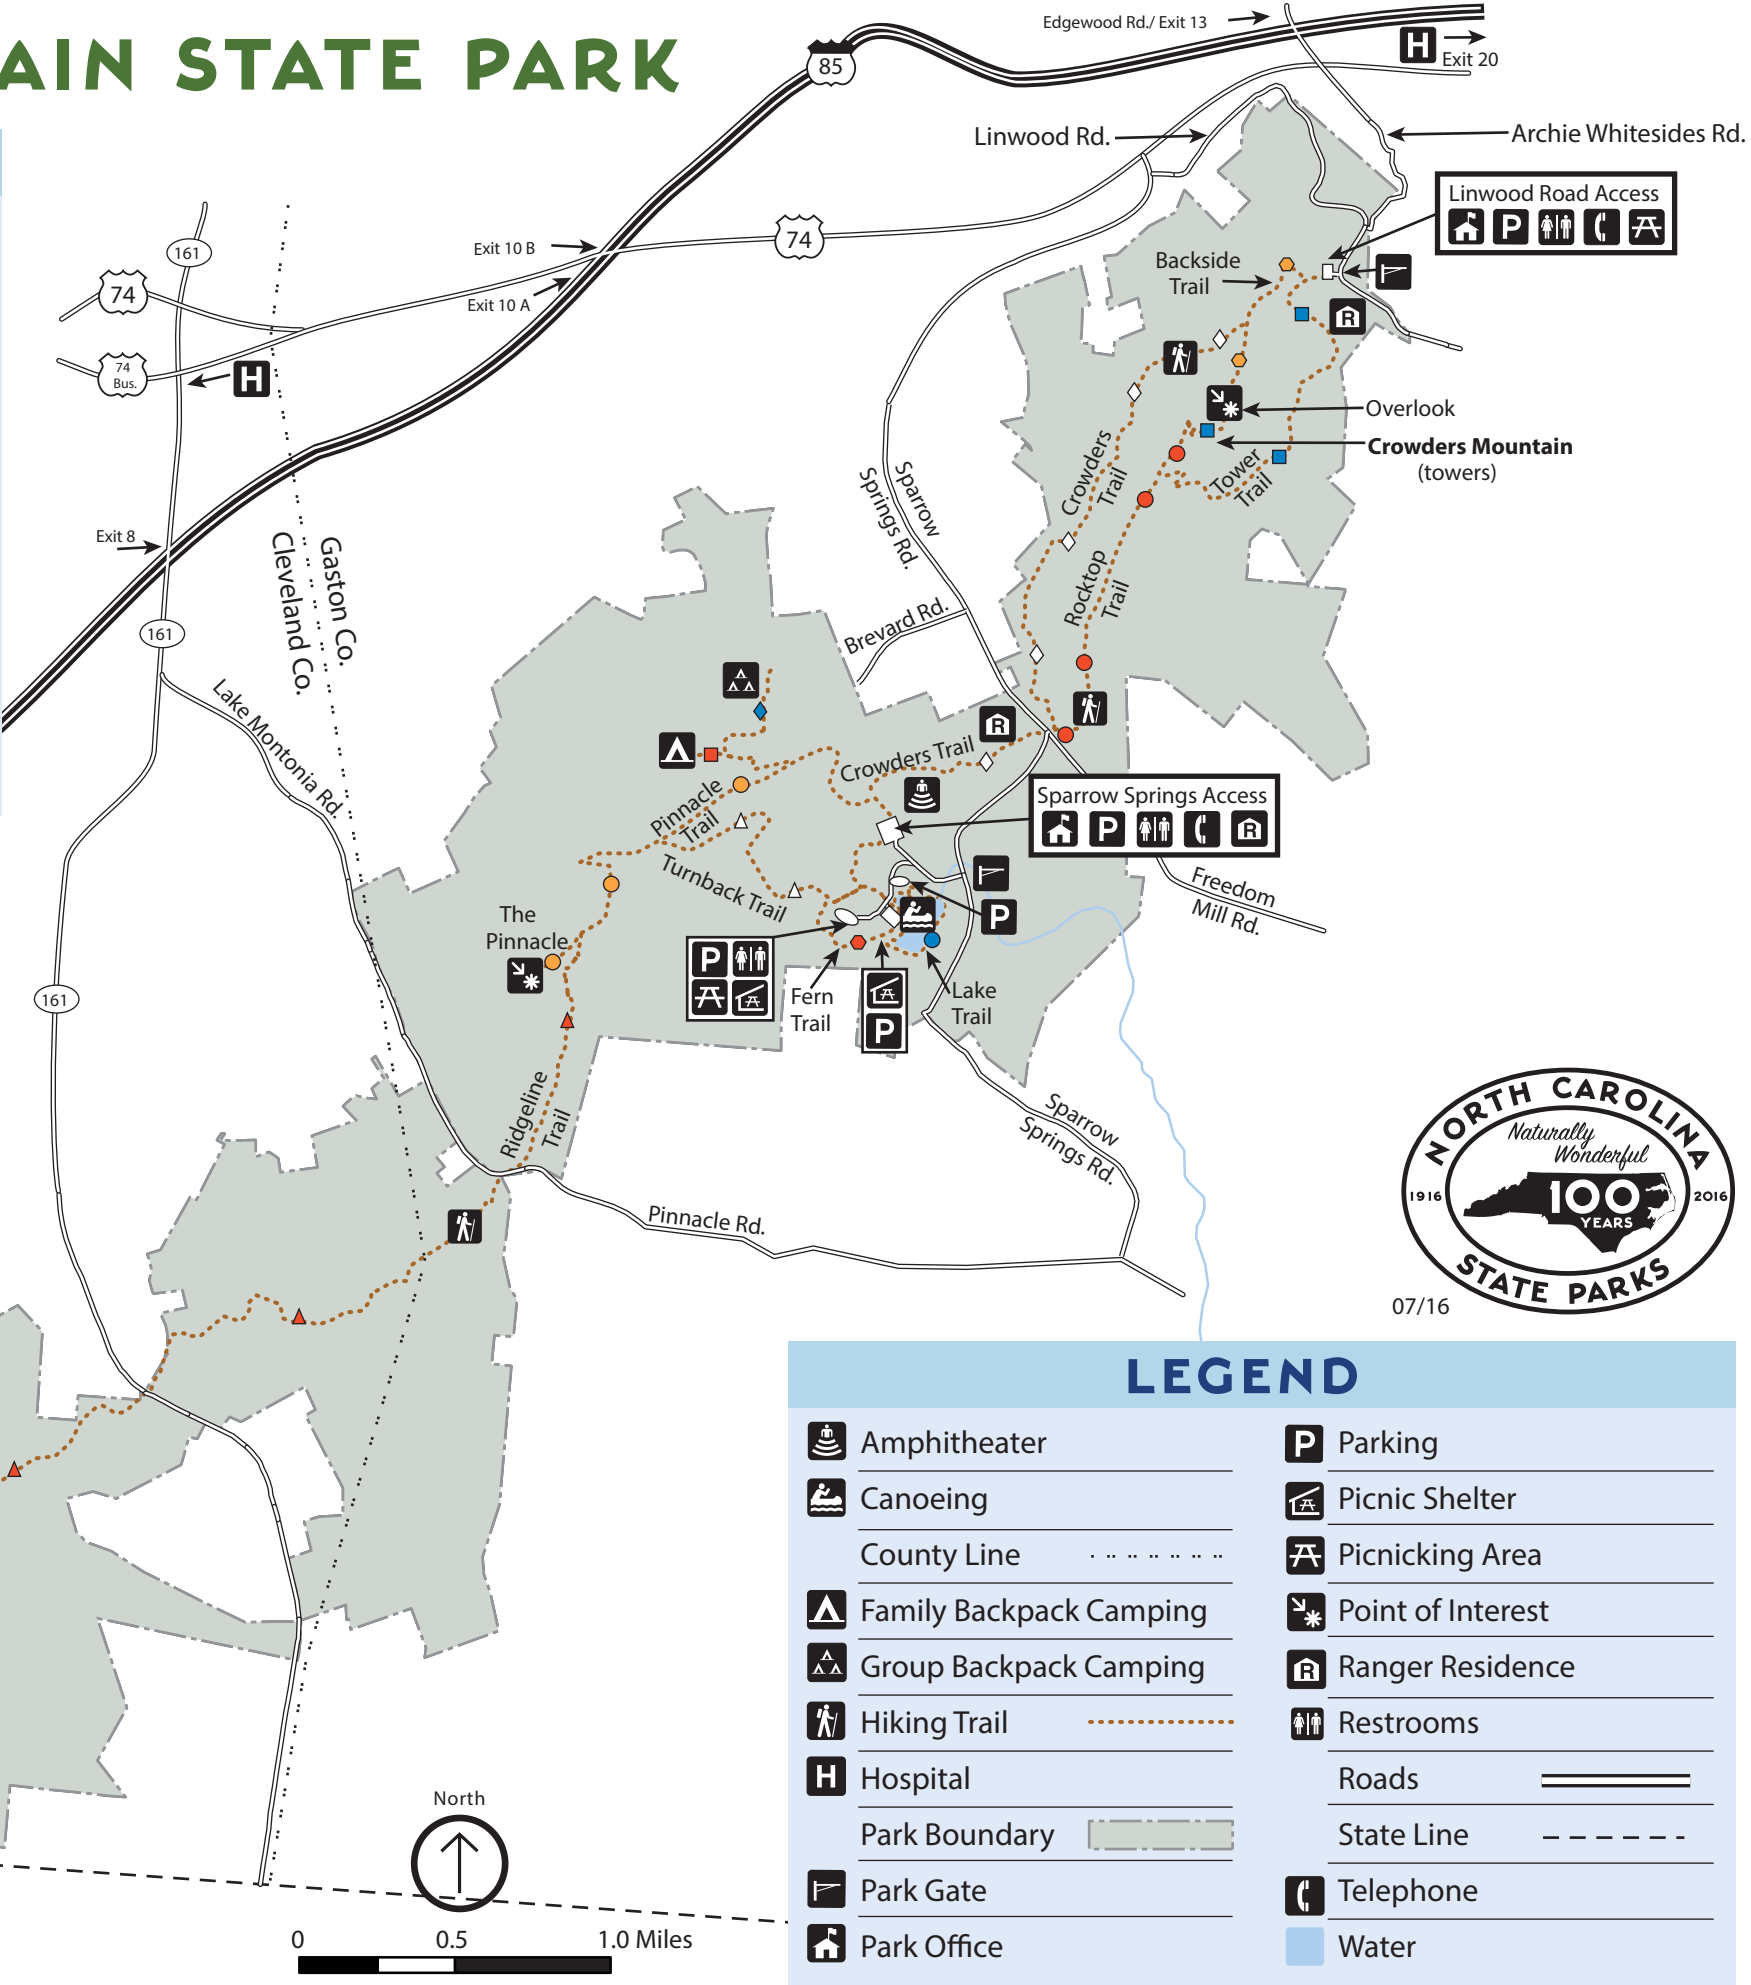 AIN STATE PARK
85
Edgewood Rd./ Exit 13
H
Exit 20
Linwood Rd.
Archie Whitesides Rd.
Linwood Road Access
P
161
74
Exit 10 B
74
Exit 10 A
Backside
Trail
R
74
Bus.
H
Overlook
Crowders Mountain
(towers)
Crowders
Trail
Tower
Trail
Sparrow
Springs Rd.
Exit 8
Gaston Co.
Cleveland Co.
Rocktop
Trail
161
Brevard Rd.
Lake Montonia Rd.
R
Crowders Trail
Sparrow Springs Access
P
R
Pinnacle
Trail
Turnback Trail
Freedom
Mill Rd.
The
Pinnacle
P
P
Fern
Trail
P
Lake
Trail
161
Ridgeline
Trail
Sparrow
Springs Rd.
Pinnacle Rd.
NORTH CAROLINA
Naturally
Wonderful
1916
100
YEARS
2016
STATE PARKS
07/16
LEGEND
Amphitheater
Canoeing
County Line
Family Backpack Camping
Group Backpack Camping
Hiking Trail
H Hospital
Park Boundary
Park Gate
Park Office
P Parking
Picnic Shelter
Picnicking Area
Point of Interest
R Ranger Residence
Restrooms
Roads
State Line
Telephone
Water
North
0 0.5 1.0 Miles